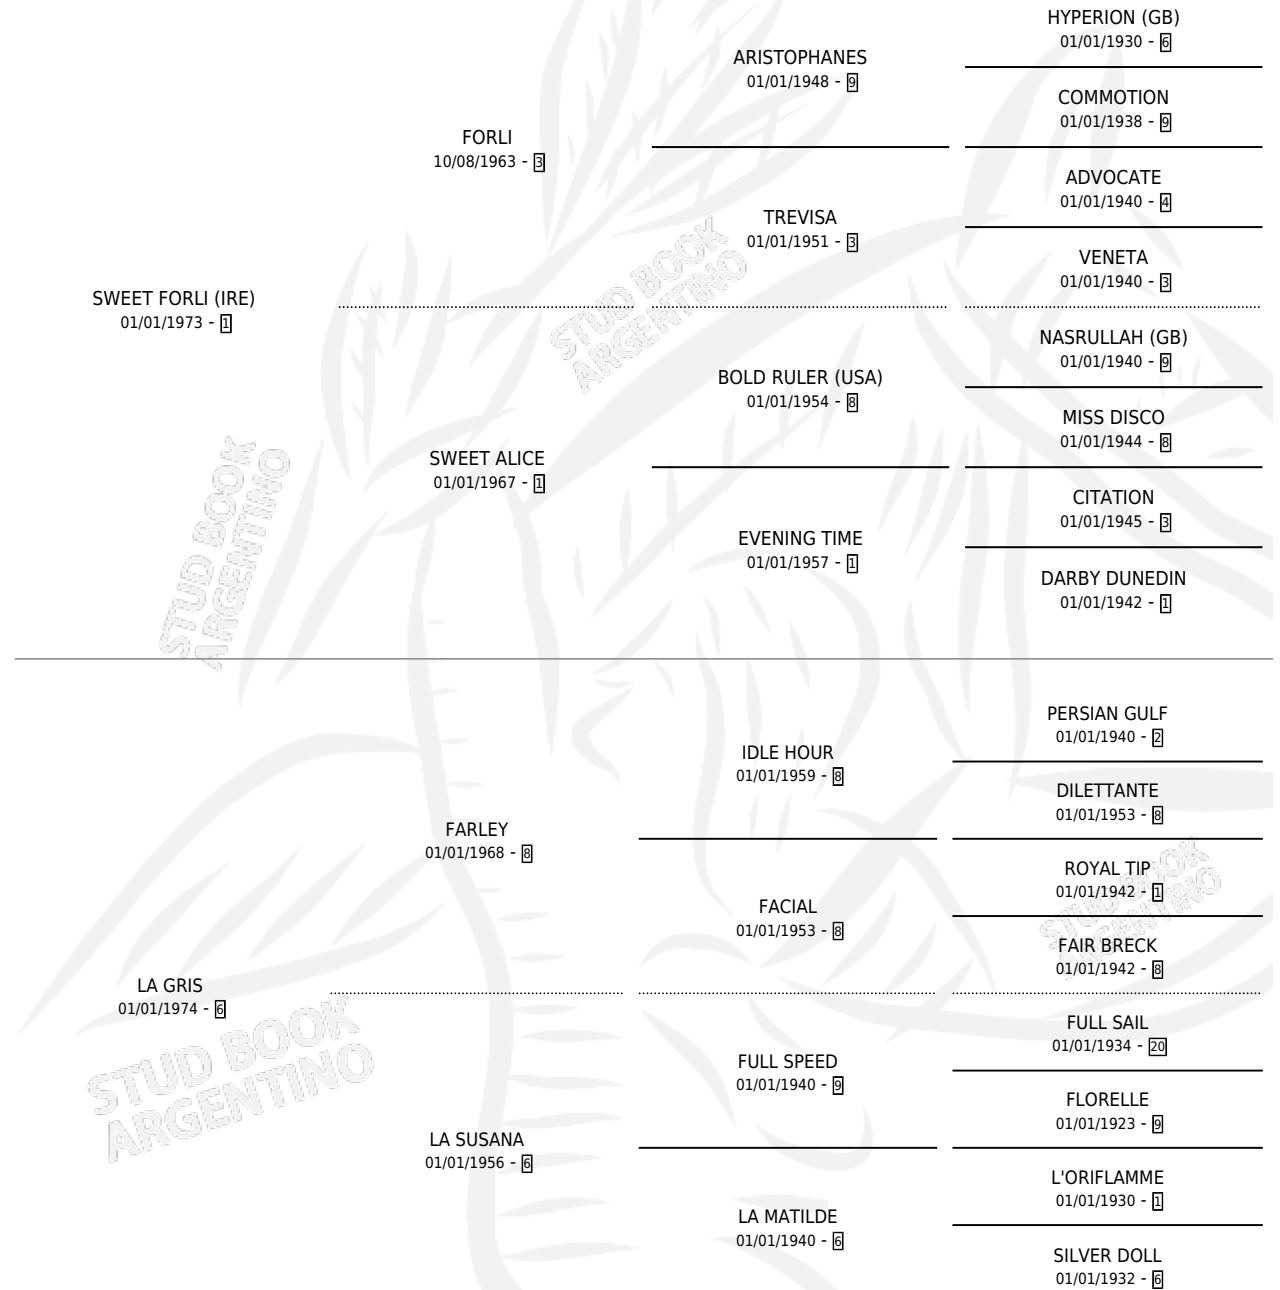 HYPERION (GB)
01/01/1930 - 6
ARISTOPHANES
01/01/1948 - 9
COMMOTION
01/01/1938 - 9
FORLI
10/08/1963 - 3
ADVOCATE
01/01/1940 - 4
TREVISA
01/01/1951 - 3
VENETA
01/01/1940 - 3
SWEET FORLI (IRE)
01/01/1973 - 1
NASRULLAH (GB)
01/01/1940 - 9
BOLD RULER (USA)
01/01/1954 - 8
MISS DISCO
01/01/1944 - 8
SWEET ALICE
01/01/1967 - 1
CITATION
01/01/1945 - 3
EVENING TIME
01/01/1957 - 1
DARBY DUNEDIN
01/01/1942 - 1
STUD BOOK
ARGENTINO
STUD BOOK
ARGENTINO
PERSIAN GULF
01/01/1940 - 2
IDLE HOUR
01/01/1959 - 8
DILETTANTE
01/01/1953 - 8
FARLEY
01/01/1968 - 8
ROYAL TIP
01/01/1942 - 1
FACIAL
01/01/1953 - 8
FAIR BRECK
01/01/1942 - 8
STUD BOOK
ARGENTINO
LA GRIS
01/01/1974 - 6
STUD BOOK
ARGENTINO
FULL SAIL
01/01/1934 - 20
FULL SPEED
01/01/1940 - 9
FLORELLE
01/01/1923 - 9
LA SUSANA
01/01/1956 - 6
L'ORIFLAMME
01/01/1930 - 1
LA MATILDE
01/01/1940 - 6
SILVER DOLL
01/01/1932 - 6